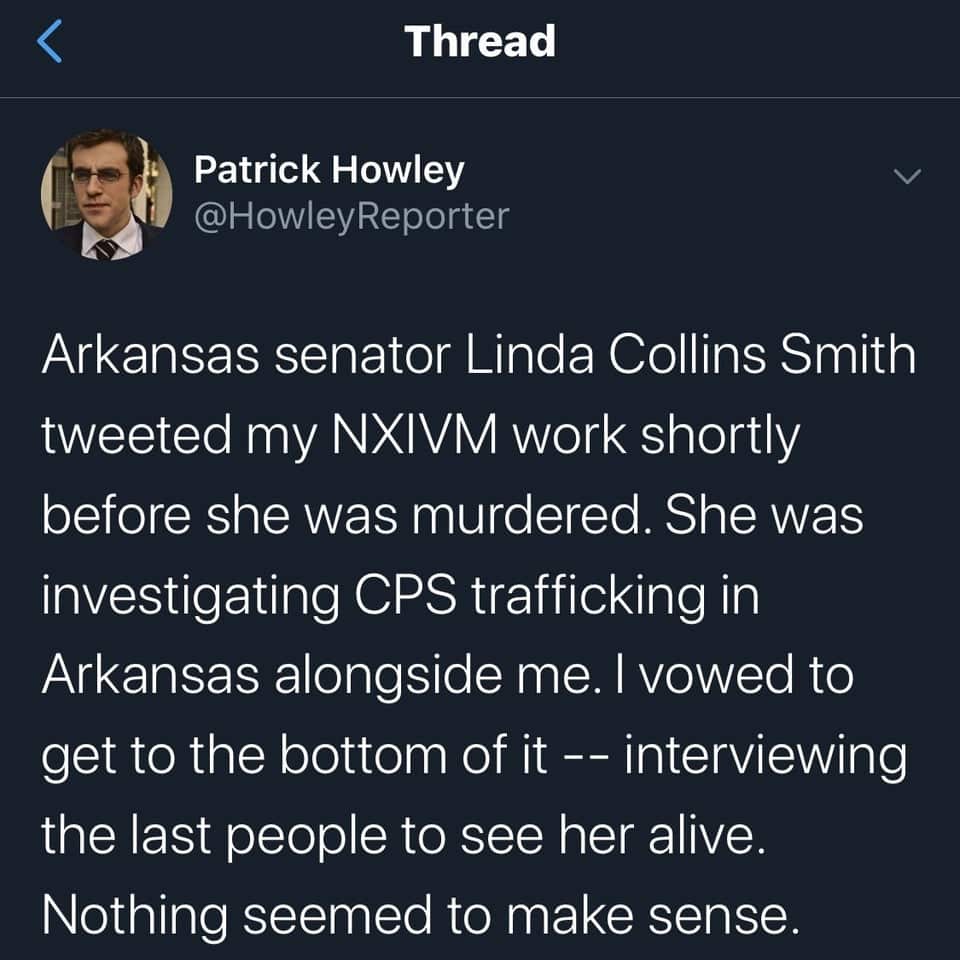 Thread
Patrick Howley
@HowleyReporter
Arkansas senator Linda Collins Smith
tweeted my NXIVM work shortly
before she was murdered. She was
investigating CPS trafficking in
Arkansas alongside me. I vowed to
get to the bottom of it -- interviewing
the last people to see her alive.
Nothing seemed to make sense.